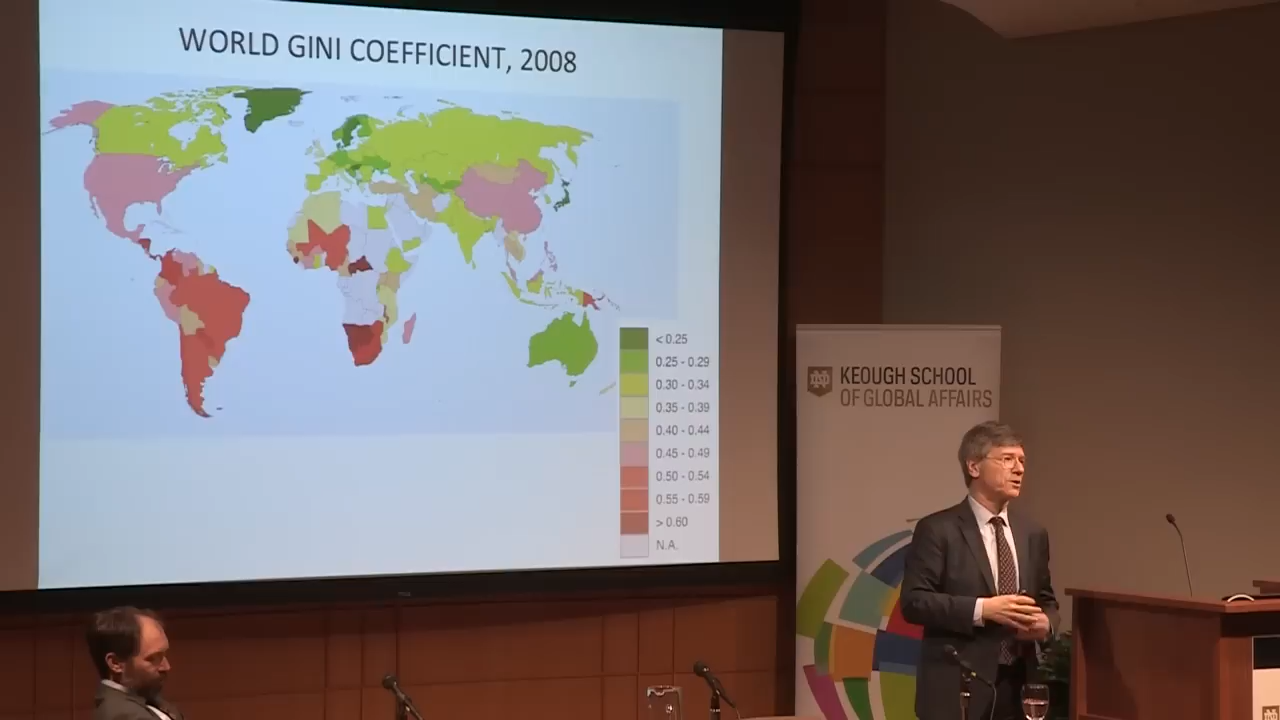 WORLD GINI COEFFICIENT, 2008
< 0.25
0.25 - 0.29
0.30 - 0.34
0.35 - 0.39
0.40 - 0.44
0.45 - 0.49
0.50 - 0.54
0.55 - 0.59
> 0.60
N.A.
ND
KEOUGH SCHOOL
OF GLOBAL AFFAIRS